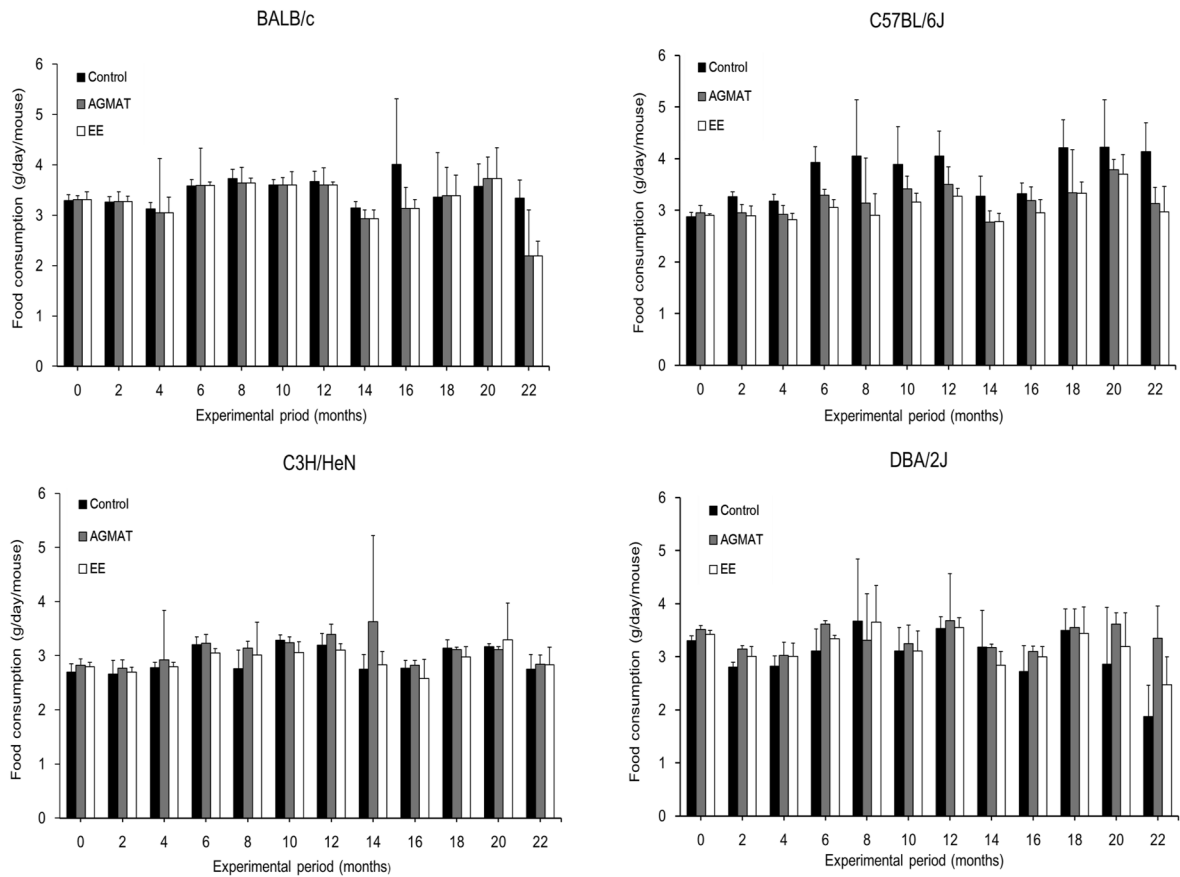 BALB/c
6
5
4
3
2
1
0
Food consumption (g/day/mouse)
Control
AGMAT
EE
0 2 4 6 8 10 12 14 16 18 20 22
Experimental priod (months)
C57BL/6J
6
5
4
3
2
1
0
Food consumption (g/day/mouse)
Control
AGMAT
EE
0 2 4 6 8 10 12 14 16 18 20 22
Experimental period (months)
C3H/HeN
6
5
4
3
2
1
0
Food consumption (g/day/mouse)
Control
AGMAT
EE
0 2 4 6 8 10 12 14 16 18 20 22
Experimental period (months)
DBA/2J
6
5
4
3
2
1
0
Food consumption (g/day/mouse)
Control
AGMAT
EE
0 2 4 6 8 10 12 14 16 18 20 22
Experimental period (months)